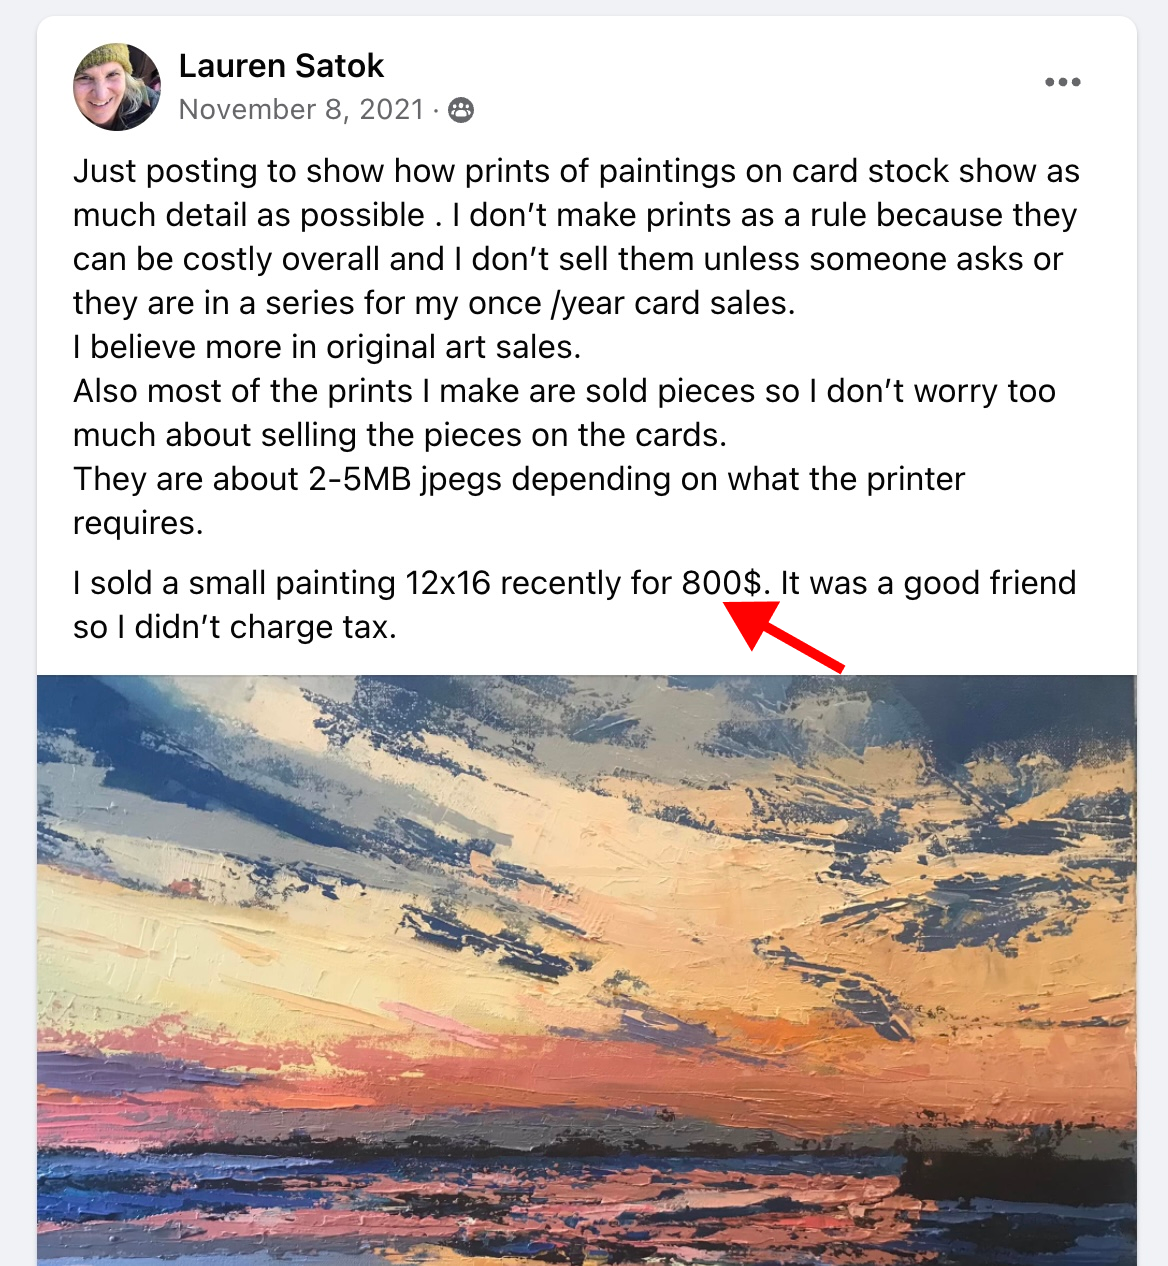 Lauren Satok
November 8, 2021 ·
Just posting to show how prints of paintings on card stock show as
much detail as possible . I don’t make prints as a rule because they
can be costly overall and I don’t sell them unless someone asks or
they are in a series for my once /year card sales.
I believe more in original art sales.
Also most of the prints I make are sold pieces so I don’t worry too
much about selling the pieces on the cards.
They are about 2-5MB jpegs depending on what the printer
requires.
I sold a small painting 12x16 recently for 800$. It was a good friend
so I didn’t charge tax.